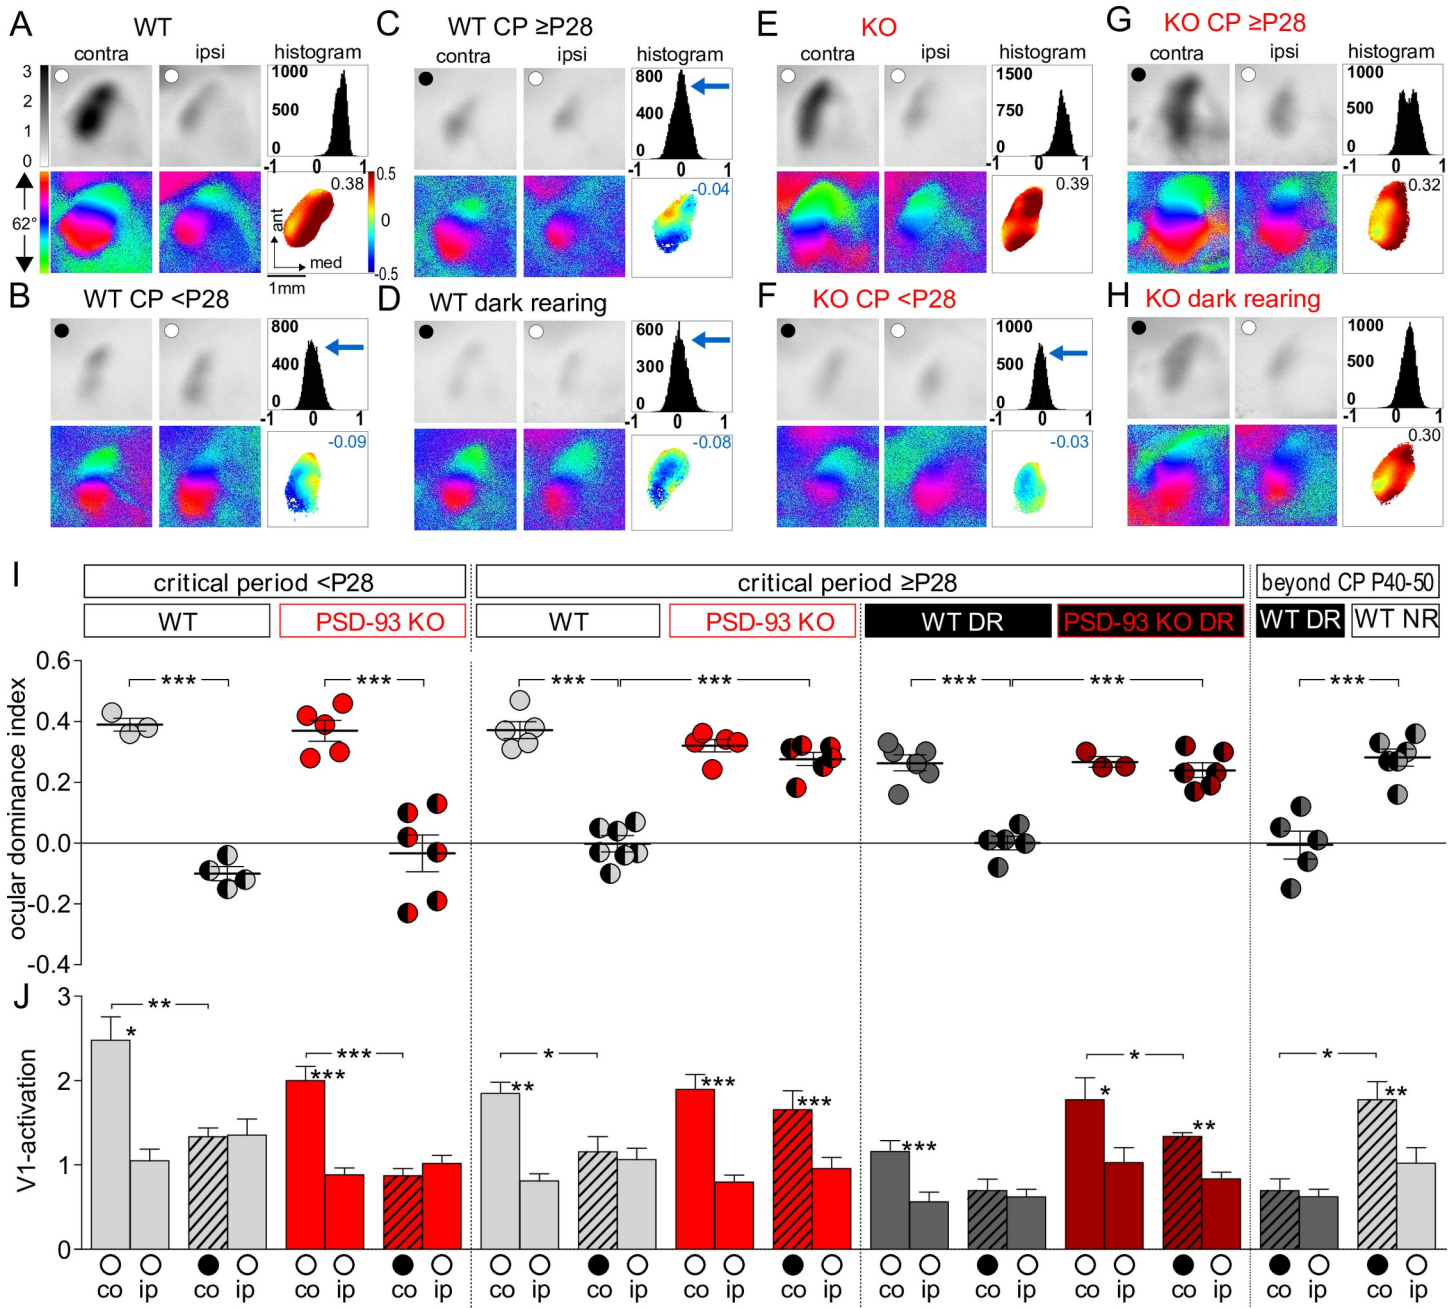 A WT
contra ipsi histogram
3
2
1
0
1000
500
0
-1 0 1
62°
0.38
ant
med
1mm
0.5
0
-0.5
C WT CP ≥P28
contra ipsi histogram
800
400
0
-1 0 1
-0.04
E KO
contra ipsi histogram
1500
750
0
-1 0 1
0.39
G KO CP ≥P28
contra ipsi histogram
1000
500
0
-1 0 1
0.32
B WT CP <P28
800
400
0
-1 0 1
-0.09
D WT dark rearing
600
300
0
-1 0 1
-0.08
F KO CP <P28
1000
500
0
-1 0 1
-0.03
H KO dark rearing
1000
500
0
-1 0 1
0.30
I
critical period <P28 critical period ≥P28 beyond CP P40-50
WT PSD-93 KO WT PSD-93 KO WT DR PSD-93 KO DR WT DR WT NR
ocular dominance index
0.6
0.4
0.2
0.0
-0.2
-0.4
*** *** *** *** *** *** ***
J
V1-activation
3
2
1
0
** * *** *** * ** *** *** *** * * ** * **
co ip co ip co ip co ip co ip co ip co ip co ip co ip co ip co ip co ip co ip co ip